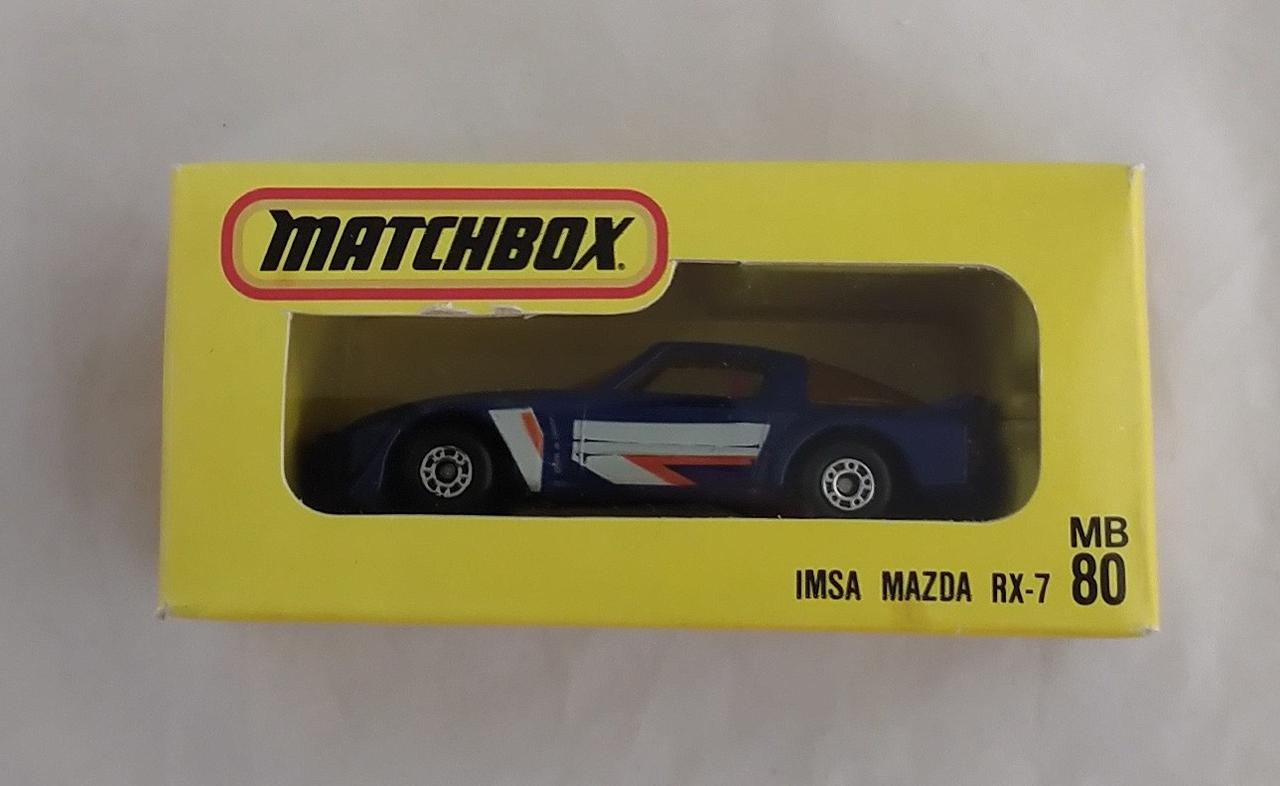 MATCHBOX.
MB
IMSA MAZDA RX-7 80